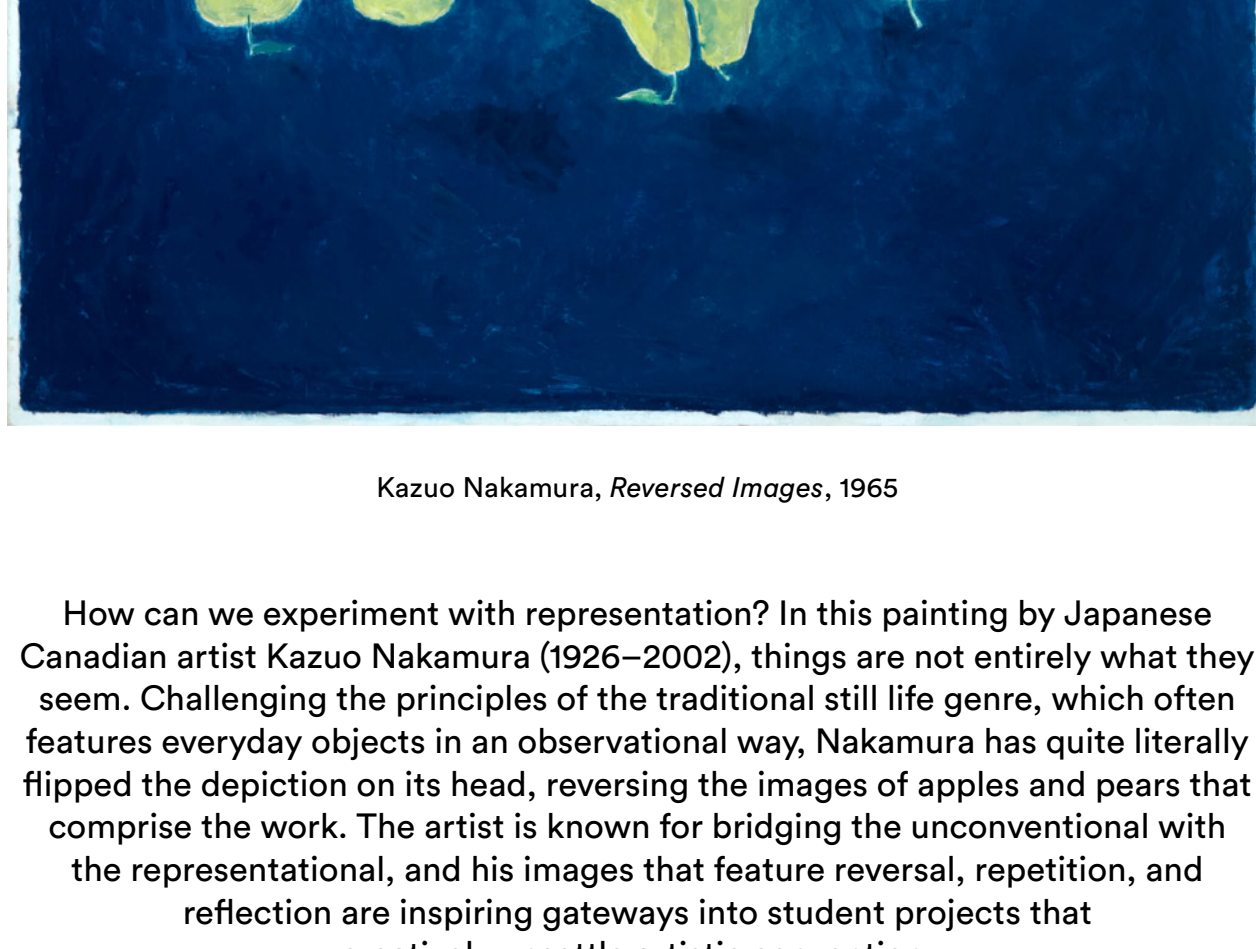 Kazuo Nakamura, Reversed Images, 1965
How can we experiment with representation? In this painting by Japanese
Canadian artist Kazuo Nakamura (1926–2002), things are not entirely what they
seem. Challenging the principles of the traditional still life genre, which often
features everyday objects in an observational way, Nakamura has quite literally
flipped the depiction on its head, reversing the images of apples and pears that
comprise the work. The artist is known for bridging the unconventional with
the representational, and his images that feature reversal, repetition, and
reflection are inspiring gateways into student projects that